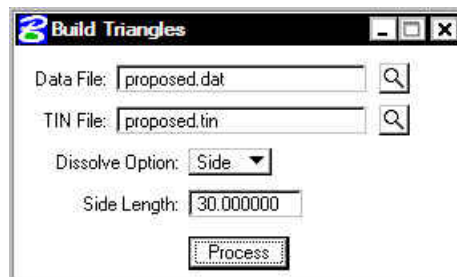 Build Triangles
Data File: proposed.dat
TIN File: proposed.tin
Dissolve Option: Side
Side Length: 30.000000
Process